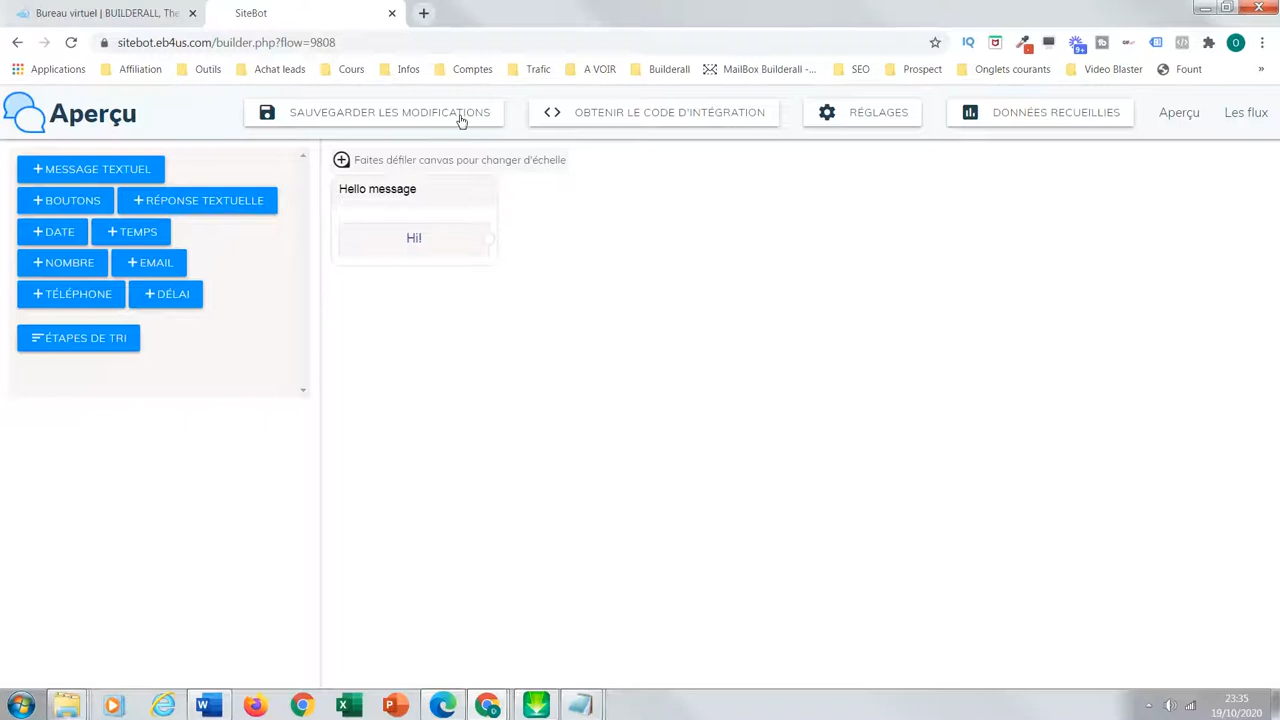 Bureau virtuel | BUILDERALL, The
SiteBot
sitebot.eb4us.com/builder.php?flow=9808
IQ
9+
O
Applications
Affiliation
Outils
Achat leads
Cours
Infos
Comptes
Trafic
A VOIR
Builderall
MailBox Builderall -...
SEO
Prospect
Onglets courants
Video Blaster
Fount
»
Aperçu
SAUVEGARDER LES MODIFICATIONS
OBTENIR LE CODE D'INTÉGRATION
RÉGLAGES
DONNÉES RECUEILLIES
Aperçu
Les flux
+MESSAGE TEXTUEL
+BOUTONS
+RÉPONSE TEXTUELLE
+DATE
+TEMPS
+NOMBRE
+EMAIL
+TÉLÉPHONE
+DÉLAI
ÉTAPES DE TRI
Faites défiler canvas pour changer d'échelle
Hello message
Hi!
23:35
19/10/2020